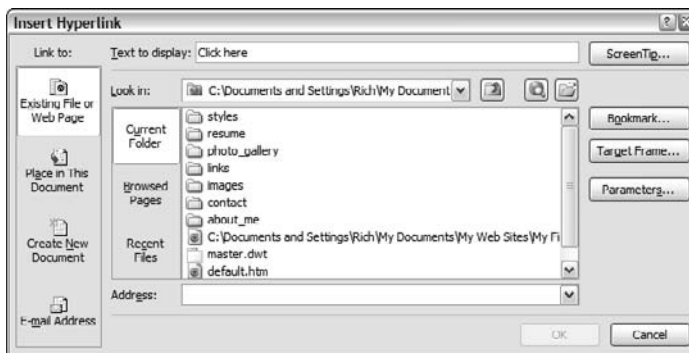 Insert Hyperlink
Link to:
Text to display: Click here
ScreenTip...
Existing File or
Web Page
Look in: C:\Documents and Settings\Rich\My Document
Current
Folder
styles
resume
photo_gallery
links
images
contact
about_me
C:\Documents and Settings\Rich\My Documents\My Web Sites\My Fi
master.dwt
default.htm
Bookmark...
Target Frame...
Parameters...
Place in This
Document
Browsed
Pages
Create New
Document
Recent
Files
E-mail Address
Address:
OK
Cancel